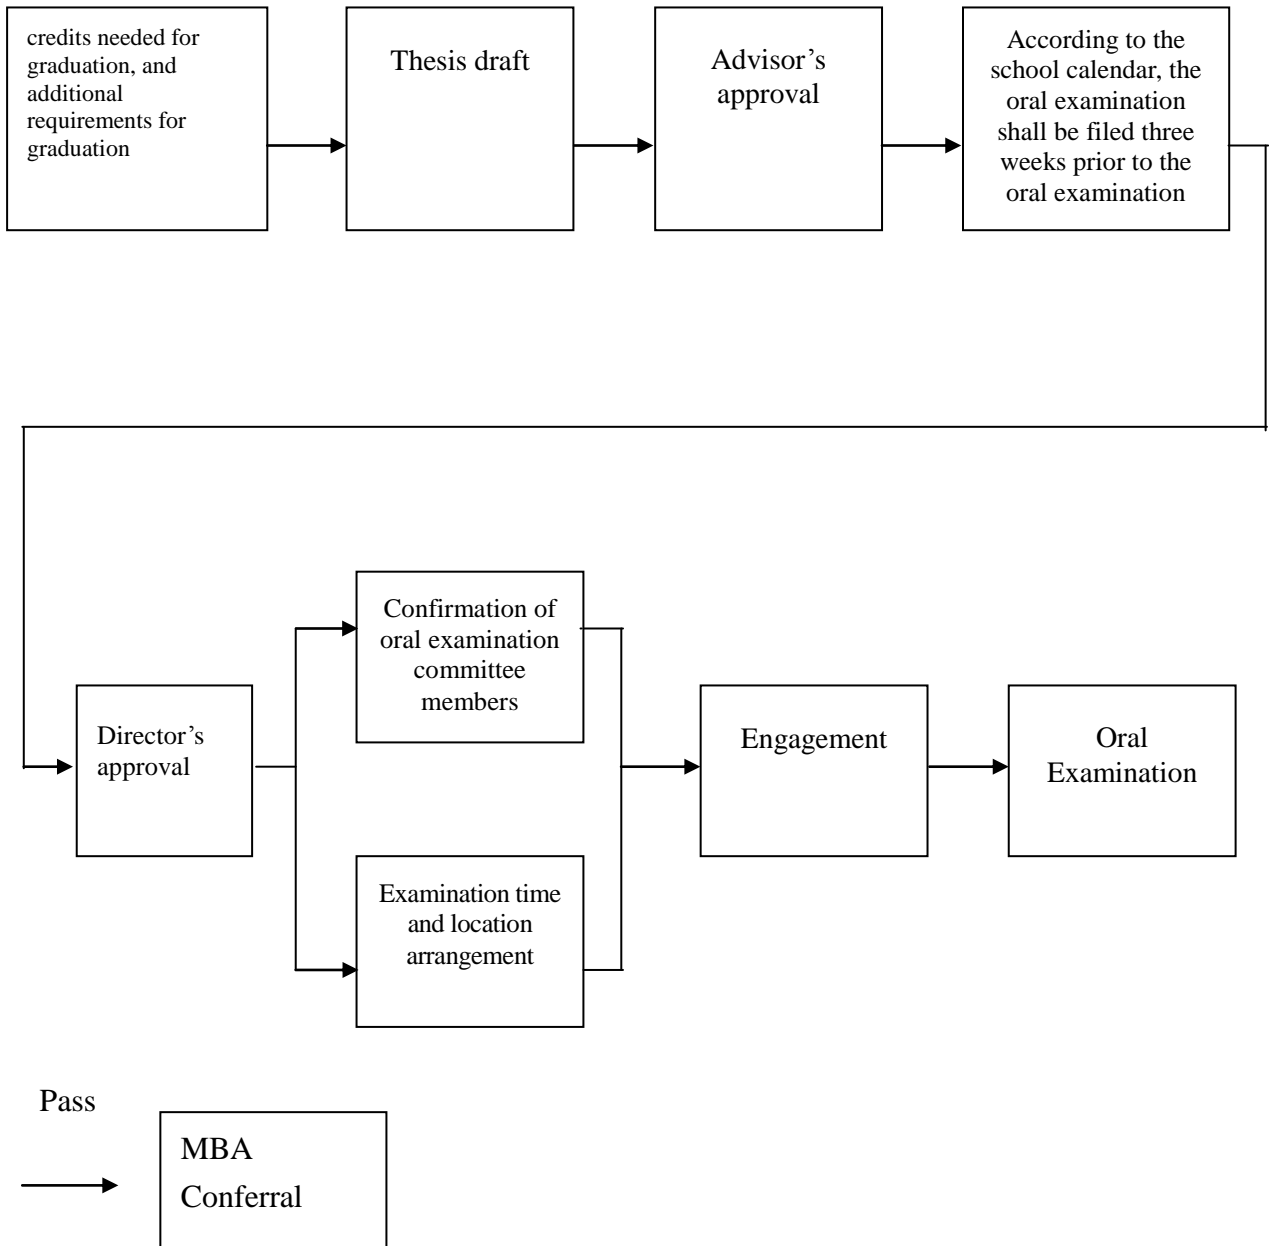 credits needed for
graduation, and
additional
requirements for
graduation
Thesis draft
Advisor’s
approval
According to the
school calendar, the
oral examination
shall be filed three
weeks prior to the
oral examination
Director’s
approval
Confirmation of
oral examination
committee
members
Examination time
and location
arrangement
Engagement
Oral
Examination
Pass
MBA
Conferral